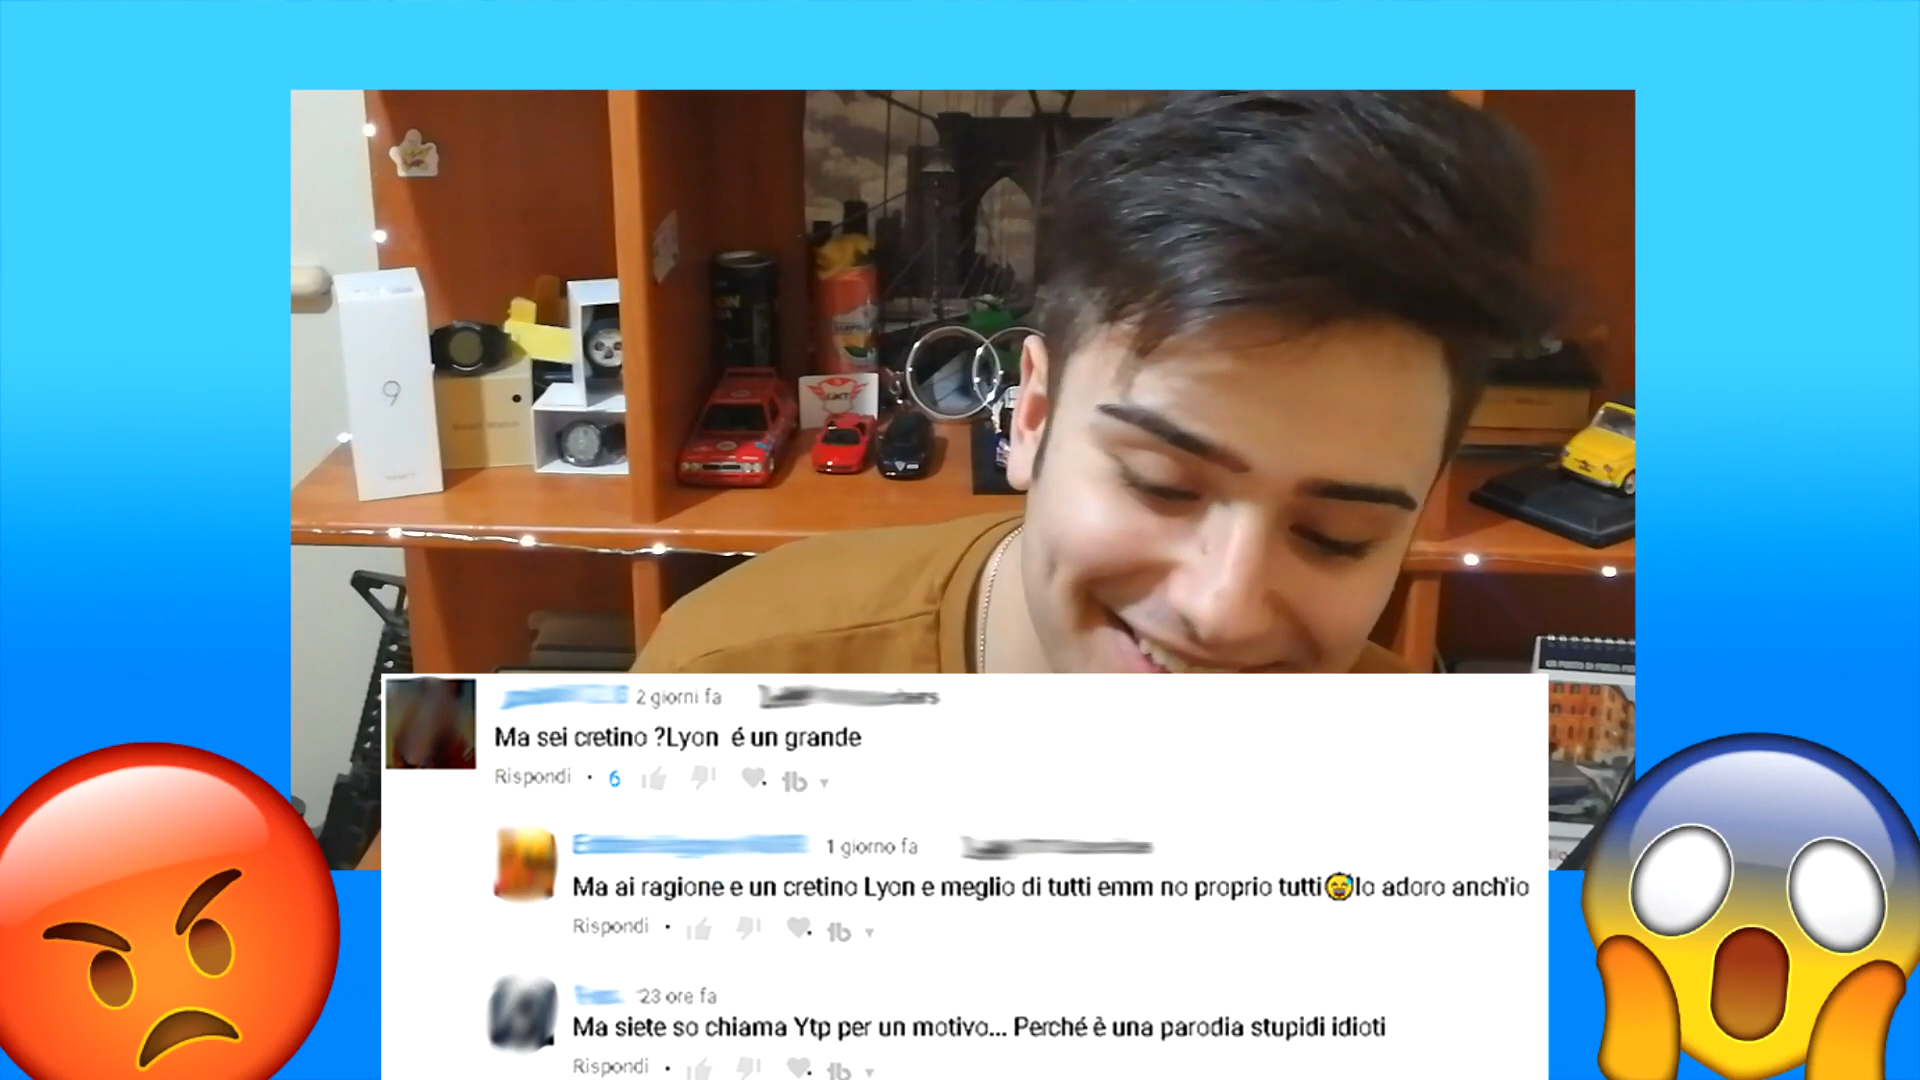 9
UKT
2 giorni fa
Ma sei cretino ?Lyon é un grande
Rispondi • 6
1 giorno fa
Ma ai ragione e un cretino Lyon e meglio di tutti emm no proprio tutti😅lo adoro anch'io
Rispondi •
23 ore fa
Ma siete so chiama Ytp per un motivo... Perché è una parodia stupidi idioti
Rispondi •